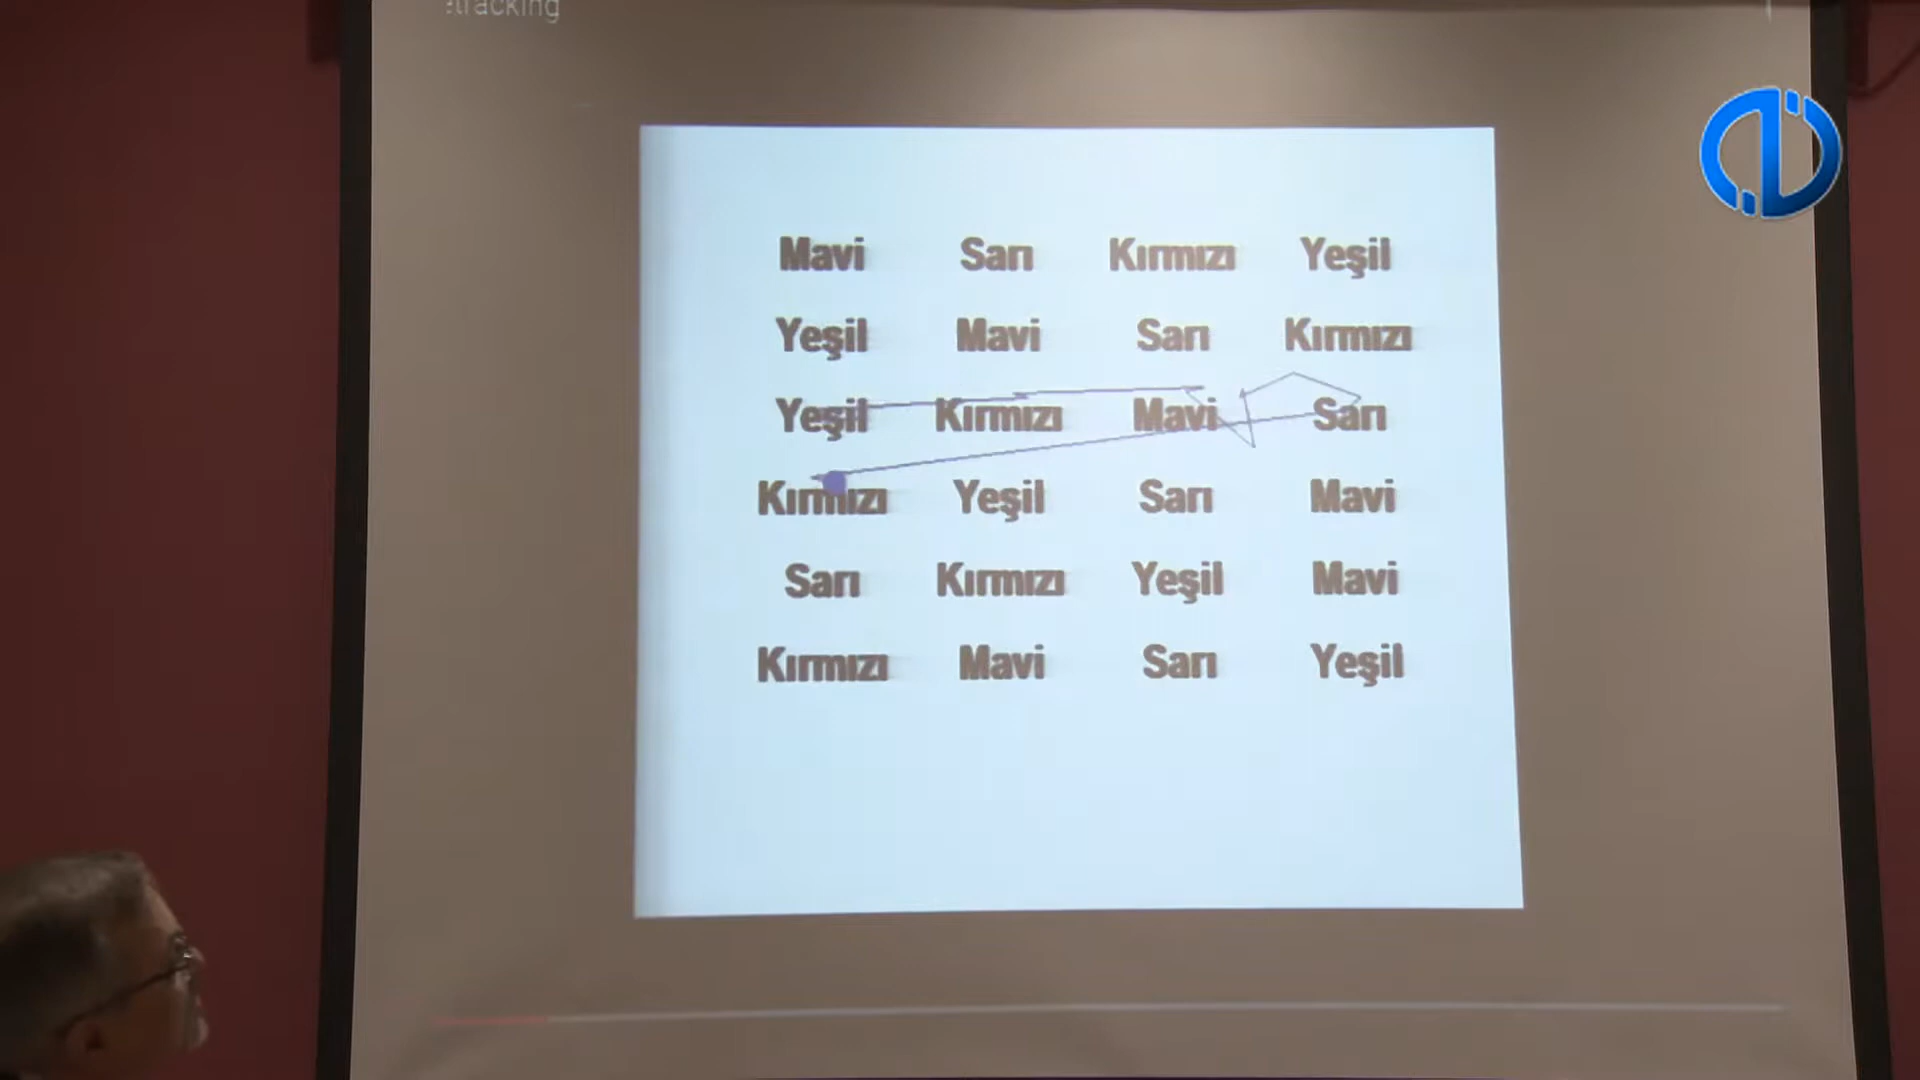 etracking
Mavi Sarı Kırmızı Yeşil
Yeşil Mavi Sarı Kırmızı
Yeşil Kırmızı Mavi Sarı
Kırmızı Yeşil Sarı Mavi
Sarı Kırmızı Yeşil Mavi
Kırmızı Mavi Sarı Yeşil